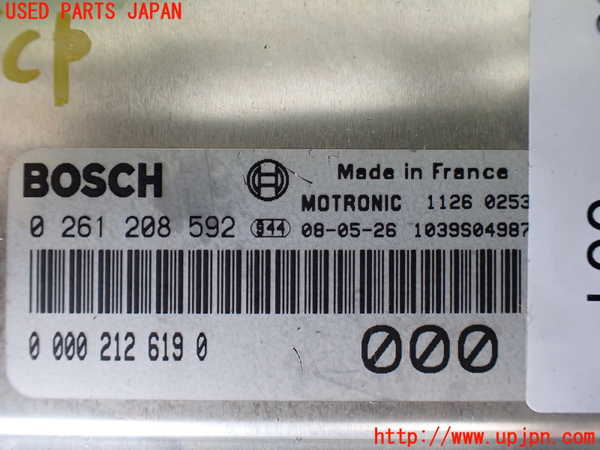 USED PARTS JAPAN
CP
BOSCH
Made in France
MOTRONIC 1126 0253
0 261 208 592 944 08-05-26 1039S04987
0 000 212 619 0
000
http://www.upjpn.com/